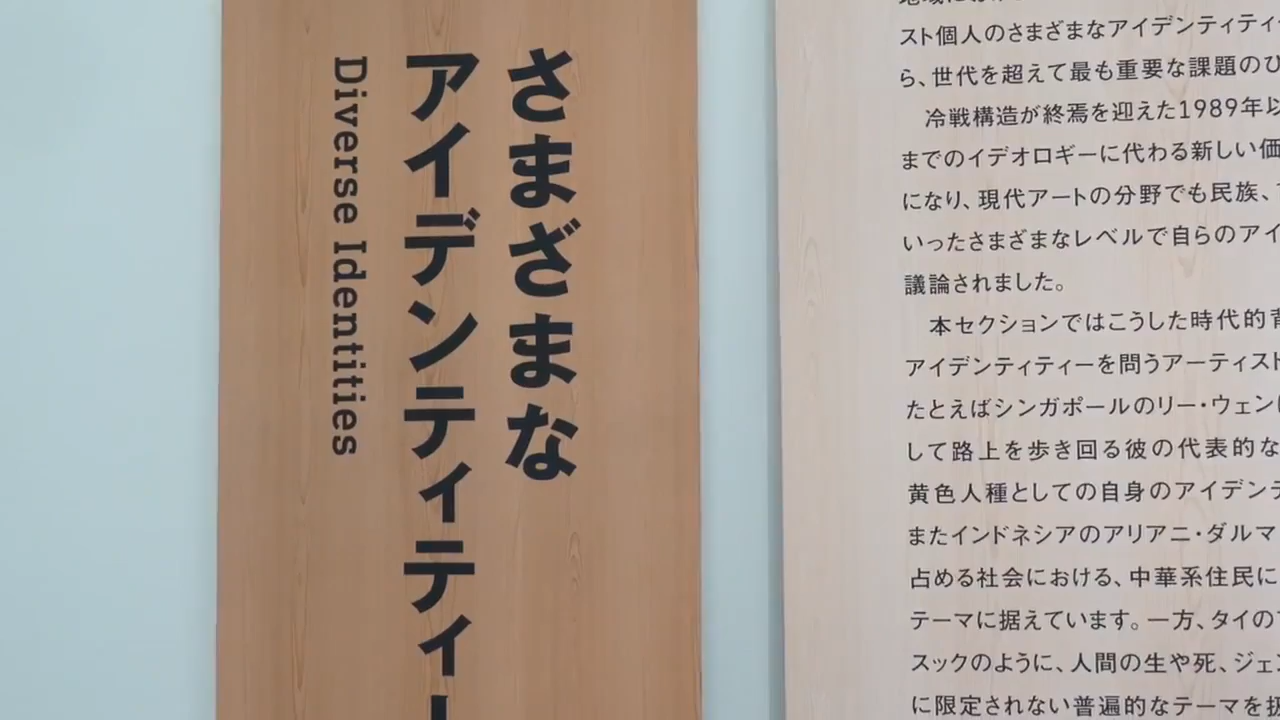 さまざまな
アイデンティティー
Diverse Identities
スト個人のさまざまなアイデンティティ
ら、世代を超えて最も重要な課題のひ
冷戦構造が終焉を迎えた1989年以
までのイデオロギーに代わる新しい価
になり、現代アートの分野でも民族、
いったさまざまなレベルで自らのアイ
議論されました。
本セクションではこうした時代的背
アイデンティティーを問うアーティスト
たとえばシンガポールのリー・ウェン
して路上を歩き回る彼の代表的な
黄色人種としての自身のアイデンテ
またインドネシアのアリアニ・ダルマ
占める社会における、中華系住民に
テーマに据えています。一方、タイの
スックのように、人間の生や死、ジェン
に限定されない普遍的なテーマを扱